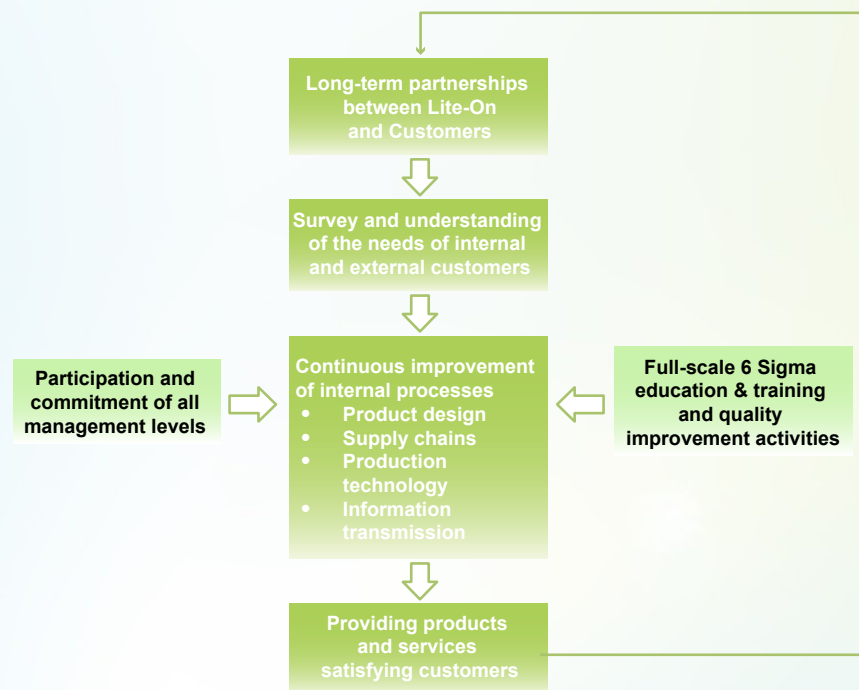 Long-term partnerships
between Lite-On
and Customers
Survey and understanding
of the needs of internal
and external customers
Participation and
commitment of all
management levels
Continuous improvement
of internal processes
• Product design
• Supply chains
• Production
technology
• Information
transmission
Full-scale 6 Sigma
education & training
and quality
improvement activities
Providing products
and services
satisfying customers